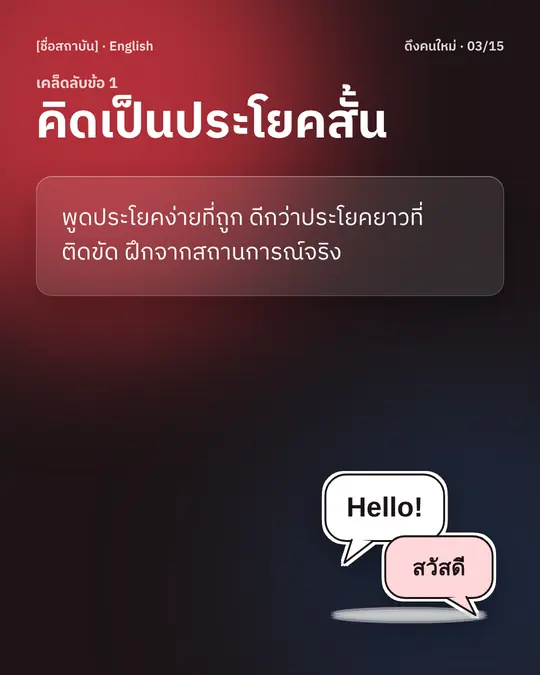 [ชื่อสถาบัน] · English
ดึงคนใหม่ · 03/15
เคล็ดลับข้อ 1
คิดเป็นประโยคสั้น
พูดประโยคง่ายที่ถูก ดีกว่าประโยคยาวที่
ติดขัด ฝึกจากสถานการณ์จริง
Hello!
สวัสดี